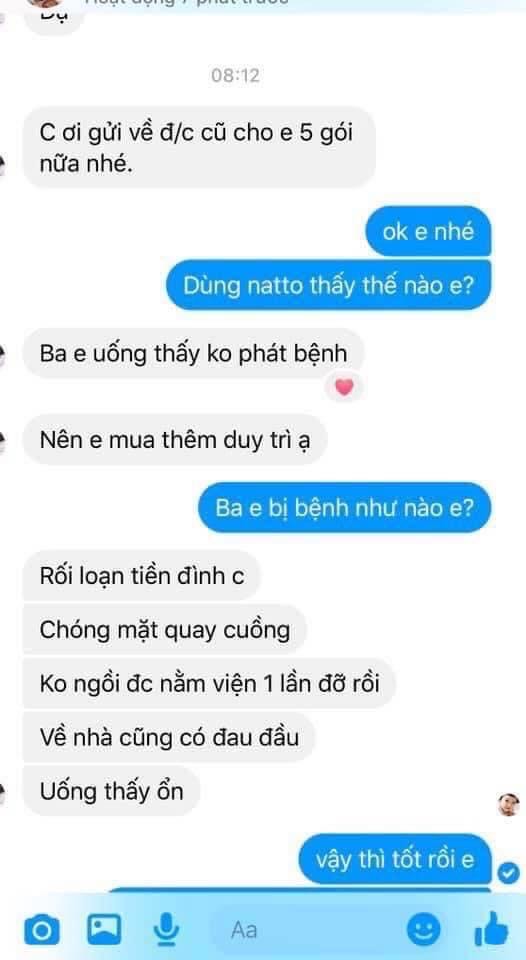 Dạ
08:12
C ơi gửi về đ/c cũ cho e 5 gói
nữa nhé.
ok e nhé
Dùng natto thấy thế nào e?
Ba e uống thấy ko phát bệnh
Nên e mua thêm duy trì ạ
Ba e bị bệnh như nào e?
Rối loạn tiền đình c
Chóng mặt quay cuồng
Ko ngồi đc nằm viện 1 lần đỡ rồi
Về nhà cũng có đau đầu
Uống thấy ổn
vậy thì tốt rồi e
Aa